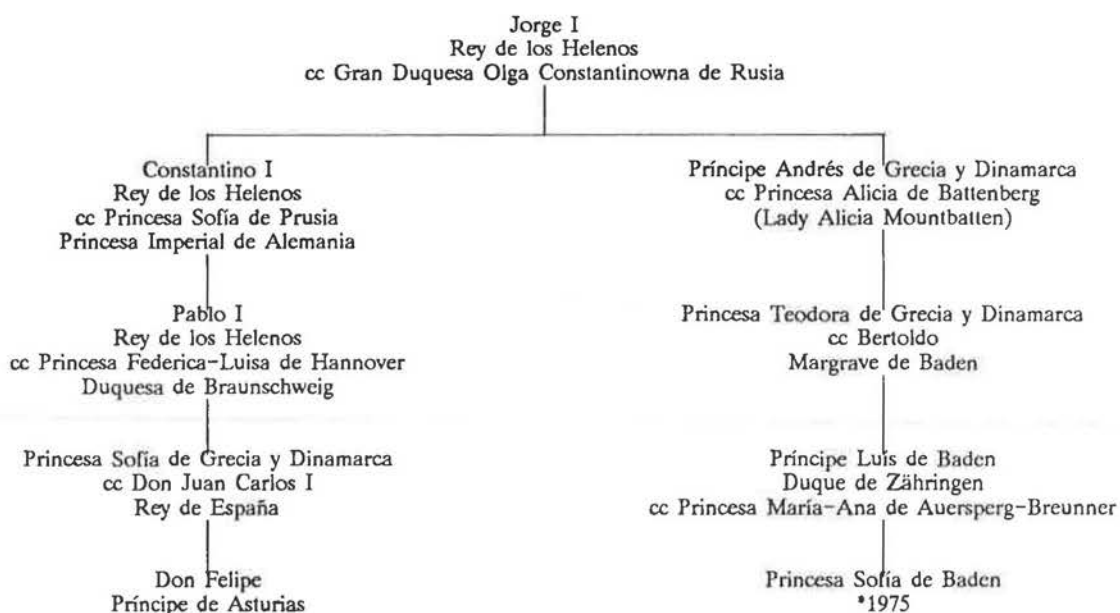 Jorge I
Rey de los Helenos
cc Gran Duquesa Olga Constantinowna de Rusia
Constantino I
Rey de los Helenos
cc Princesa Sofía de Prusia
Princesa Imperial de Alemania
Príncipe Andrés de Grecia y Dinamarca
cc Princesa Alicia de Battenberg
(Lady Alicia Mountbatten)
Pablo I
Rey de los Helenos
cc Princesa Federica-Luisa de Hannover
Duquesa de Braunschweig
Princesa Teodora de Grecia y Dinamarca
cc Bertoldo
Margrave de Baden
Princesa Sofía de Grecia y Dinamarca
cc Don Juan Carlos I
Rey de España
Príncipe Luis de Baden
Duque de Zähringen
cc Princesa María-Ana de Auersperg-Breunner
Don Felipe
Príncipe de Asturias
Princesa Sofía de Baden
*1975